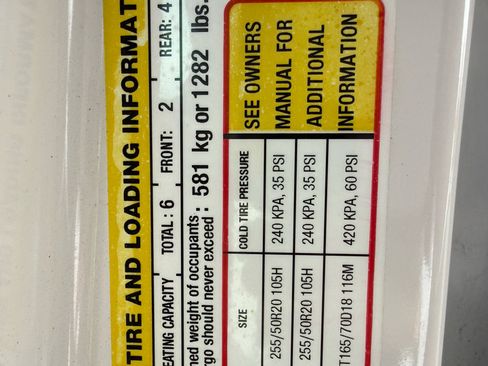 TIRE AND LOADING INFORMAT
EATING CAPACITY TOTAL: 6 FRONT: 2 REAR: 4
ned weight of occupants
rgo should never exceed : 581 kg or 1282 lbs.
SIZE COLD TIRE PRESSURE
255/50R20 105H 240 KPA, 35 PSI
255/50R20 105H 240 KPA, 35 PSI
T165/70D18 116M 420 KPA, 60 PSI
SEE OWNERS
MANUAL FOR
ADDITIONAL
INFORMATION